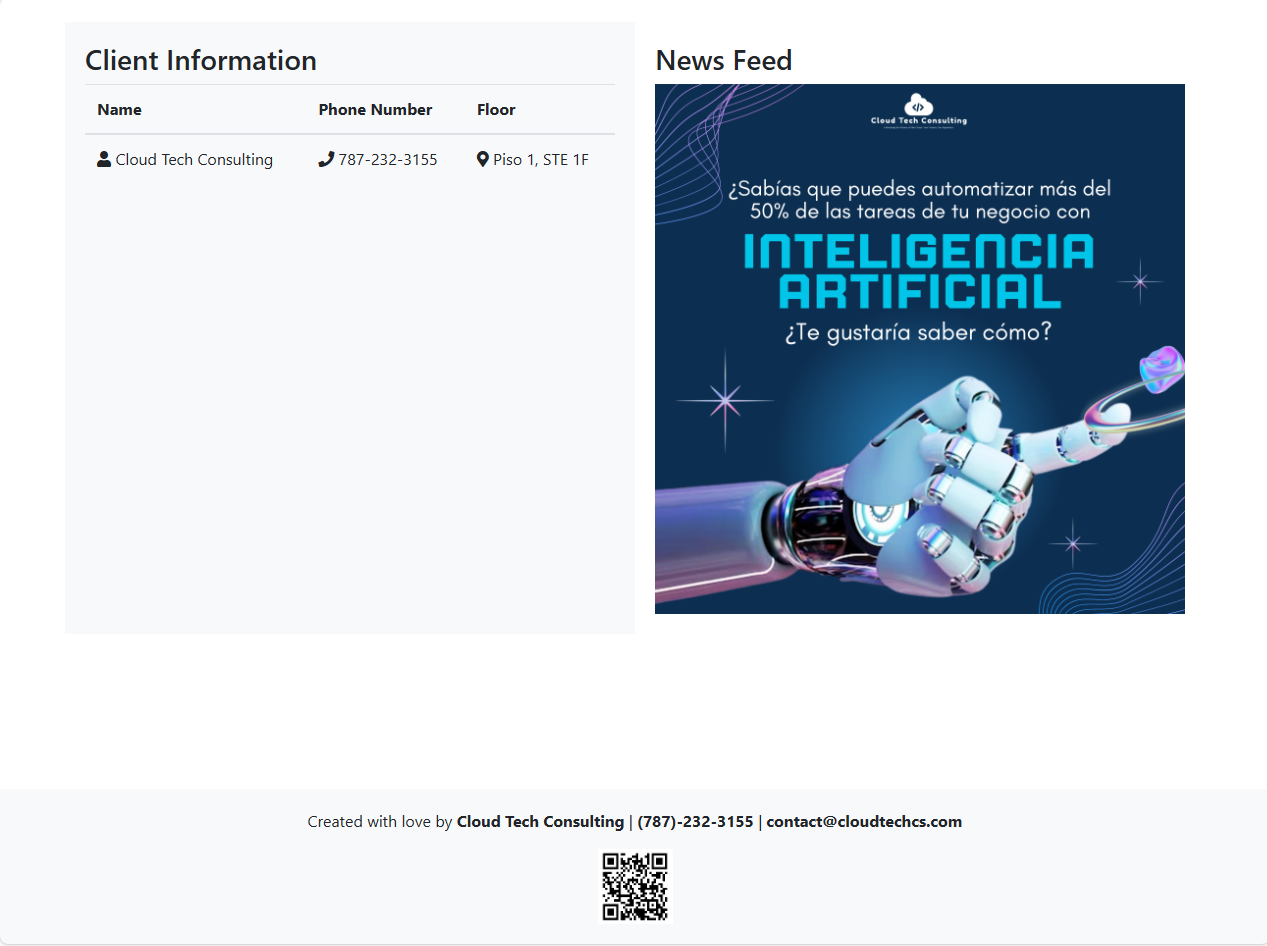 Client Information
Name Phone Number Floor
Cloud Tech Consulting 787-232-3155 Piso 1, STE 1F
News Feed
Cloud Tech Consulting
¿Sabías que puedes automatizar más del
50% de las tareas de tu negocio con
INTELIGENCIA
ARTIFICIAL
¿Te gustaría saber cómo?
Created with love by Cloud Tech Consulting | (787)-232-3155 | contact@cloudtechcs.com